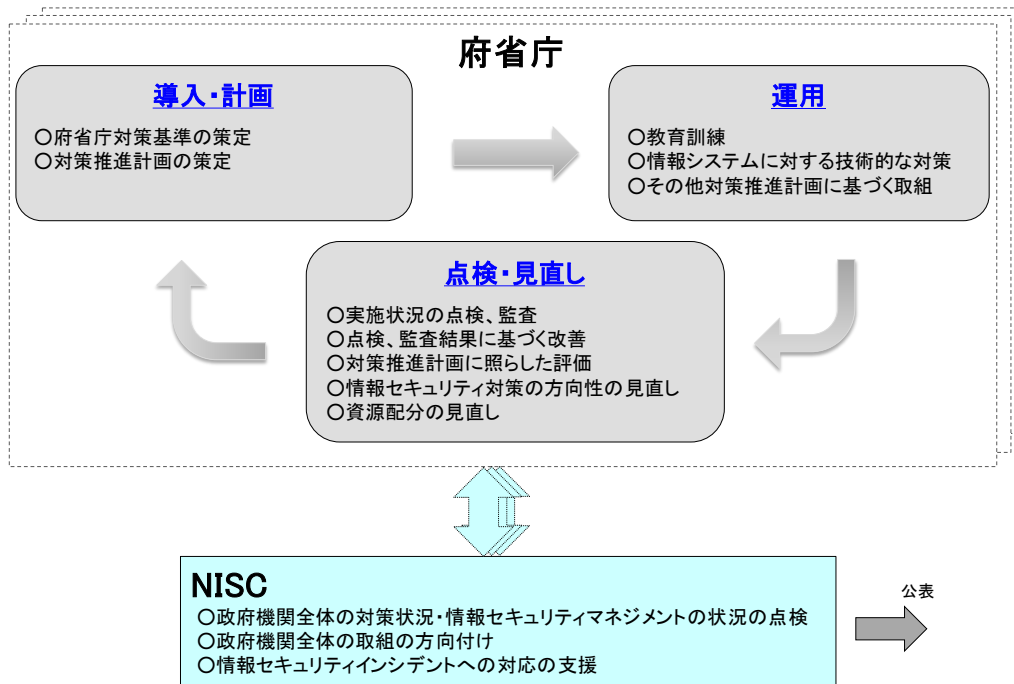 府省庁
導入・計画
○府省庁対策基準の策定
○対策推進計画の策定
運用
○教育訓練
○情報システムに対する技術的な対策
○その他対策推進計画に基づく取組
点検・見直し
○実施状況の点検、監査
○点検、監査結果に基づく改善
○対策推進計画に照らした評価
○情報セキュリティ対策の方向性の見直し
○資源配分の見直し
NISC
○政府機関全体の対策状況・情報セキュリティマネジメントの状況の点検
○政府機関全体の取組の方向付け
○情報セキュリティインシデントへの対応の支援
公表